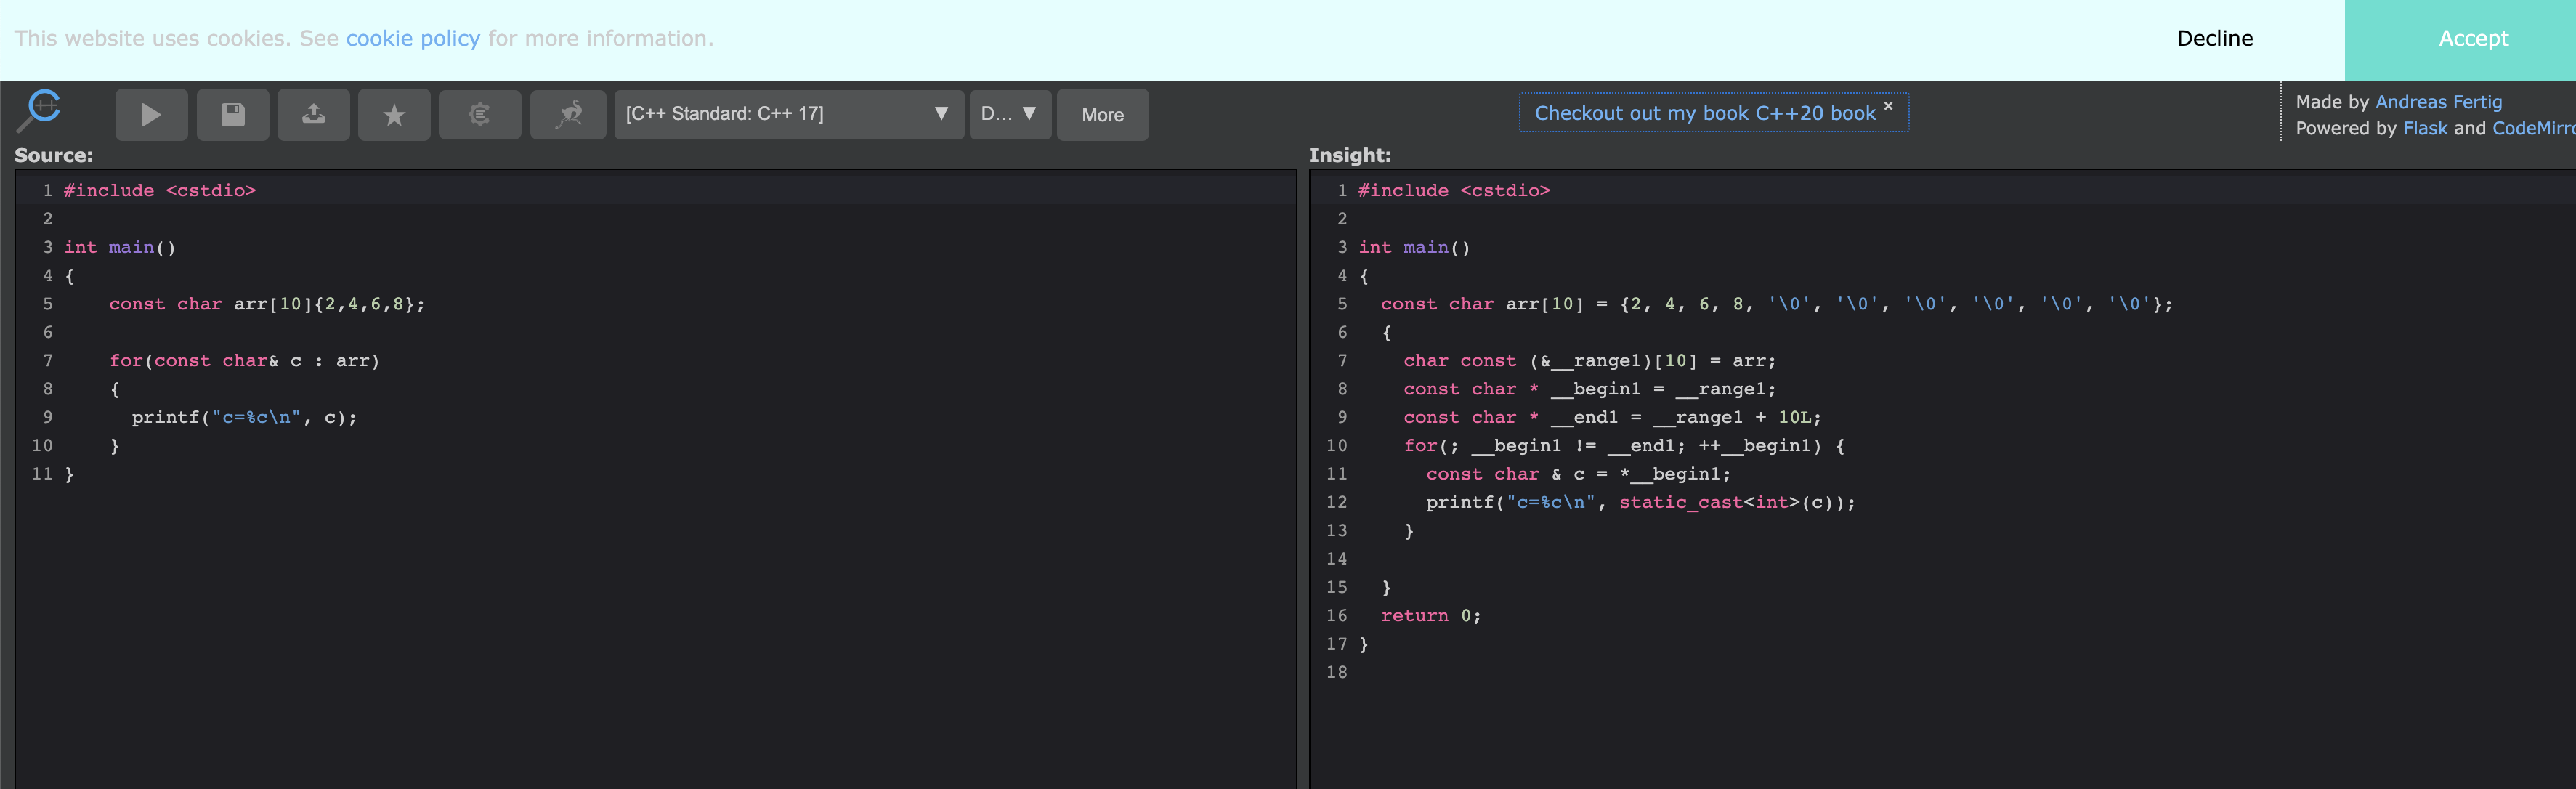 This website uses cookies. See cookie policy for more information.
Decline
Accept
[C++ Standard: C++ 17] ▼
D... ▼
More
Checkout out my book C++20 book ×
Made by Andreas Fertig
Powered by Flask and CodeMirro
Source:
1 #include <cstdio>
2
3 int main()
4 {
5     const char arr[10]{2,4,6,8};
6
7     for(const char& c : arr)
8     {
9       printf("c=%c\n", c);
10     }
11 }
Insight:
1 #include <cstdio>
2
3 int main()
4 {
5   const char arr[10] = {2, 4, 6, 8, '\0', '\0', '\0', '\0', '\0', '\0'};
6   {
7     char const (&__range1)[10] = arr;
8     const char * __begin1 = __range1;
9     const char * __end1 = __range1 + 10L;
10     for(; __begin1 != __end1; ++__begin1) {
11       const char & c = *__begin1;
12       printf("c=%c\n", static_cast<int>(c));
13     }
14
15   }
16   return 0;
17 }
18